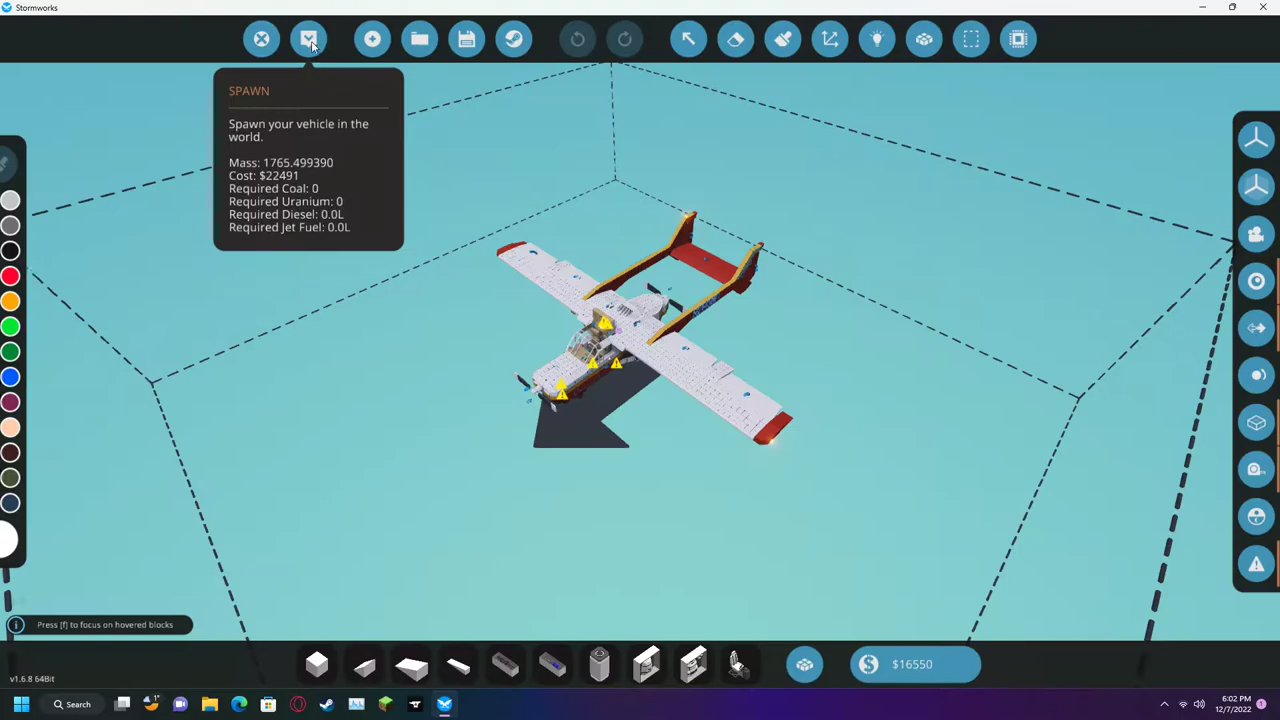 Stormworks
SPAWN
Spawn your vehicle in the
world.
Mass: 1765.499390
Cost: $22491
Required Coal: 0
Required Uranium: 0
Required Diesel: 0.0L
Required Jet Fuel: 0.0L
Press [f] to focus on hovered blocks
$16550
v1.6.8 64Bit
Search
1°
6:02 PM
12/7/2022
1